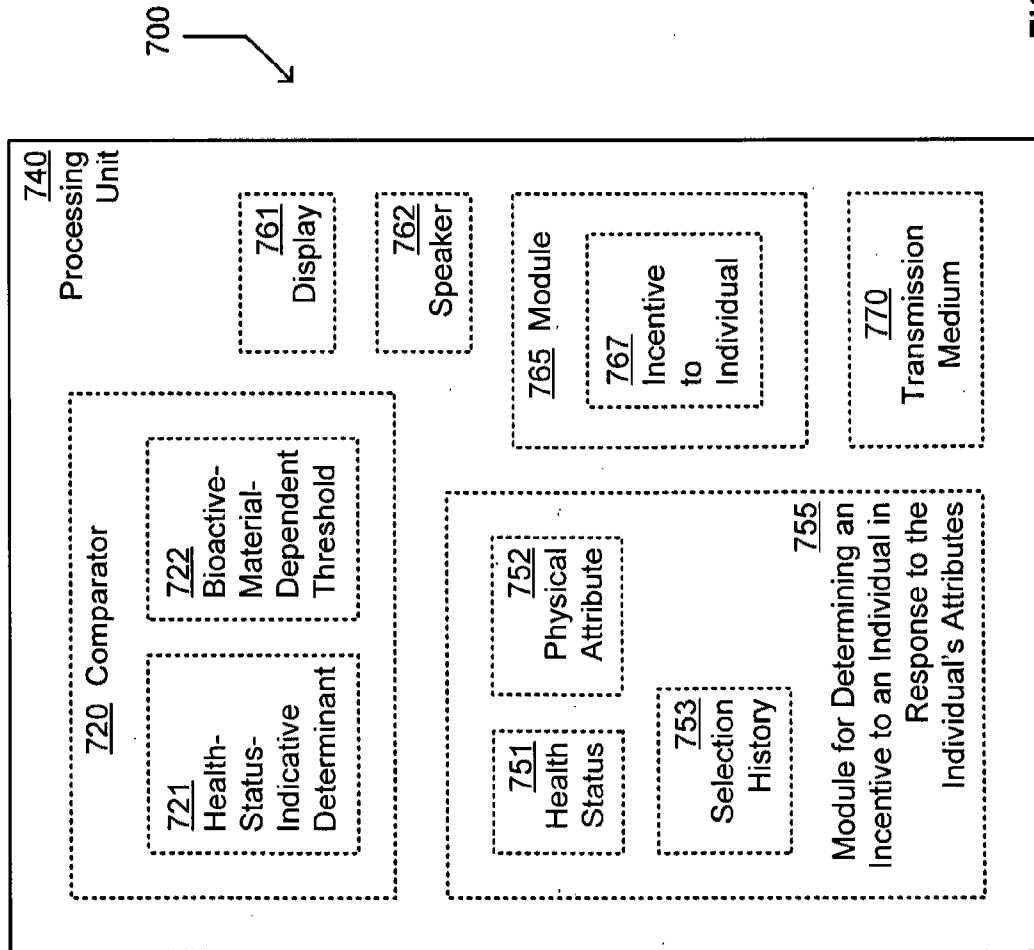 700
740
Processing
Unit
720 Comparator
721
Health-
Status-
Indicative
Determinant
722
Bioactive-
Material-
Dependent
Threshold
761
Display
762
Speaker
751
Health
Status
752
Physical
Attribute
753
Selection
History
755
Module for Determining an
Incentive to an Individual in
Response to the
Individual's Attributes
765 Module
767
Incentive
to
Individual
770
Transmission
Medium